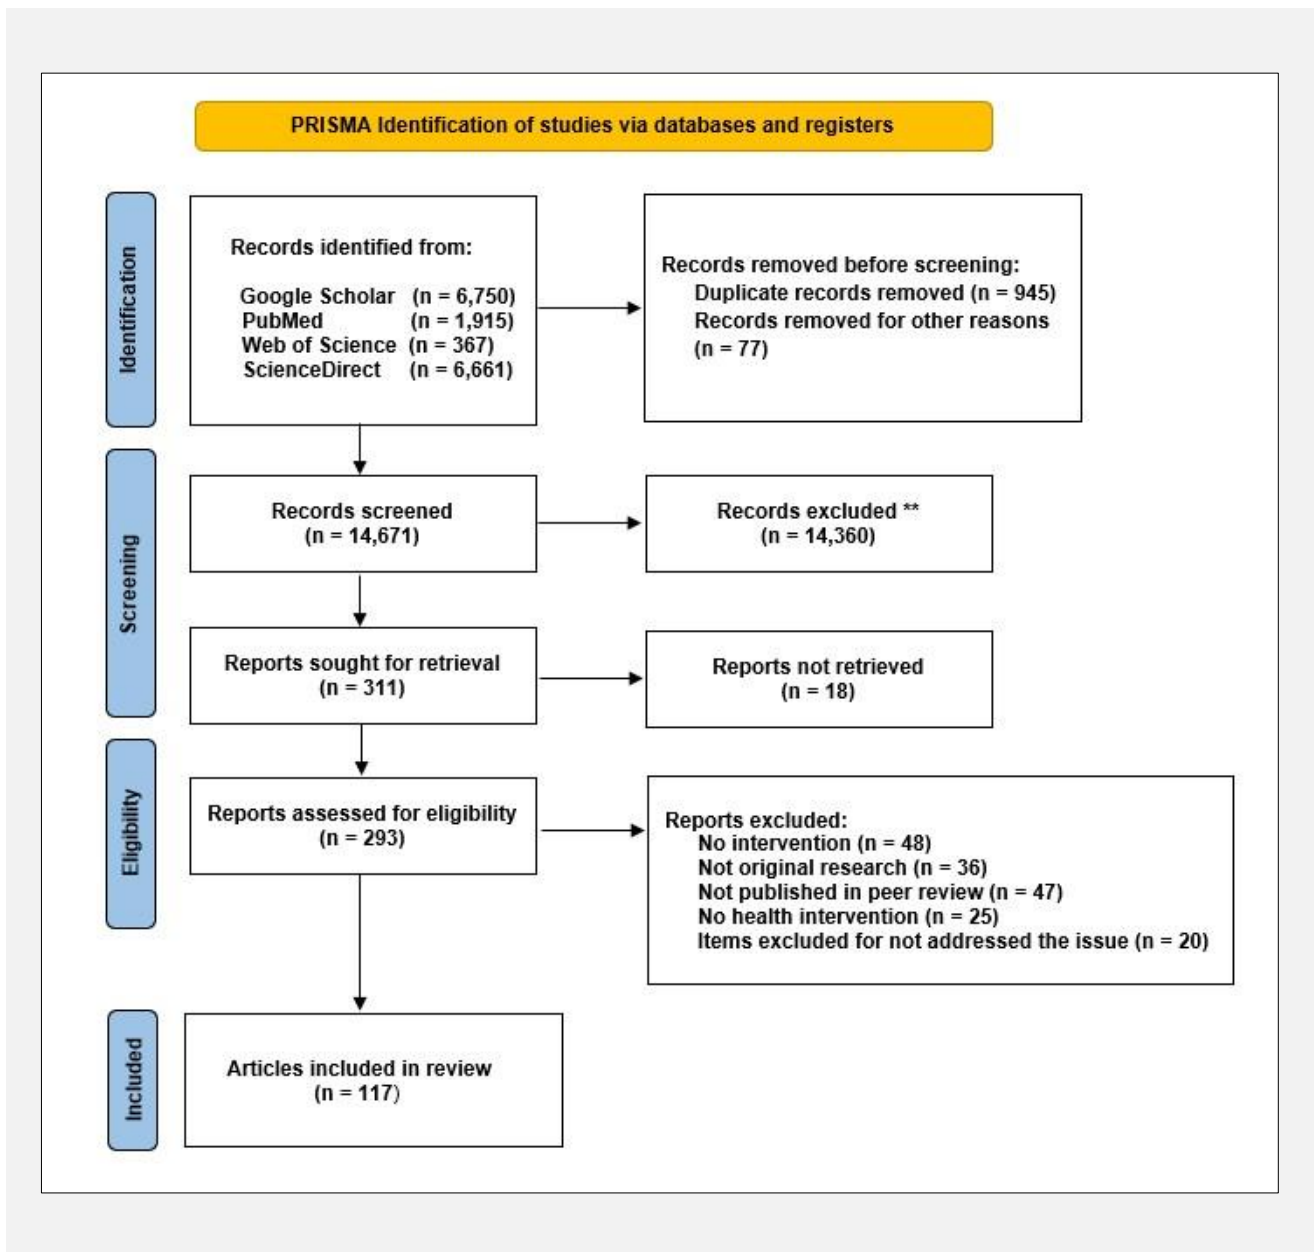 PRISMA Identification of studies via databases and registers
Identification
Records identified from:
Google Scholar (n = 6,750)
PubMed (n = 1,915)
Web of Science (n = 367)
ScienceDirect (n = 6,661)
Records removed before screening:
Duplicate records removed (n = 945)
Records removed for other reasons
(n = 77)
Screening
Records screened
(n = 14,671)
Records excluded **
(n = 14,360)
Reports sought for retrieval
(n = 311)
Reports not retrieved
(n = 18)
Eligibility
Reports assessed for eligibility
(n = 293)
Reports excluded:
No intervention (n = 48)
Not original research (n = 36)
Not published in peer review (n = 47)
No health intervention (n = 25)
Items excluded for not addressed the issue (n = 20)
Included
Articles included in review
(n = 117)